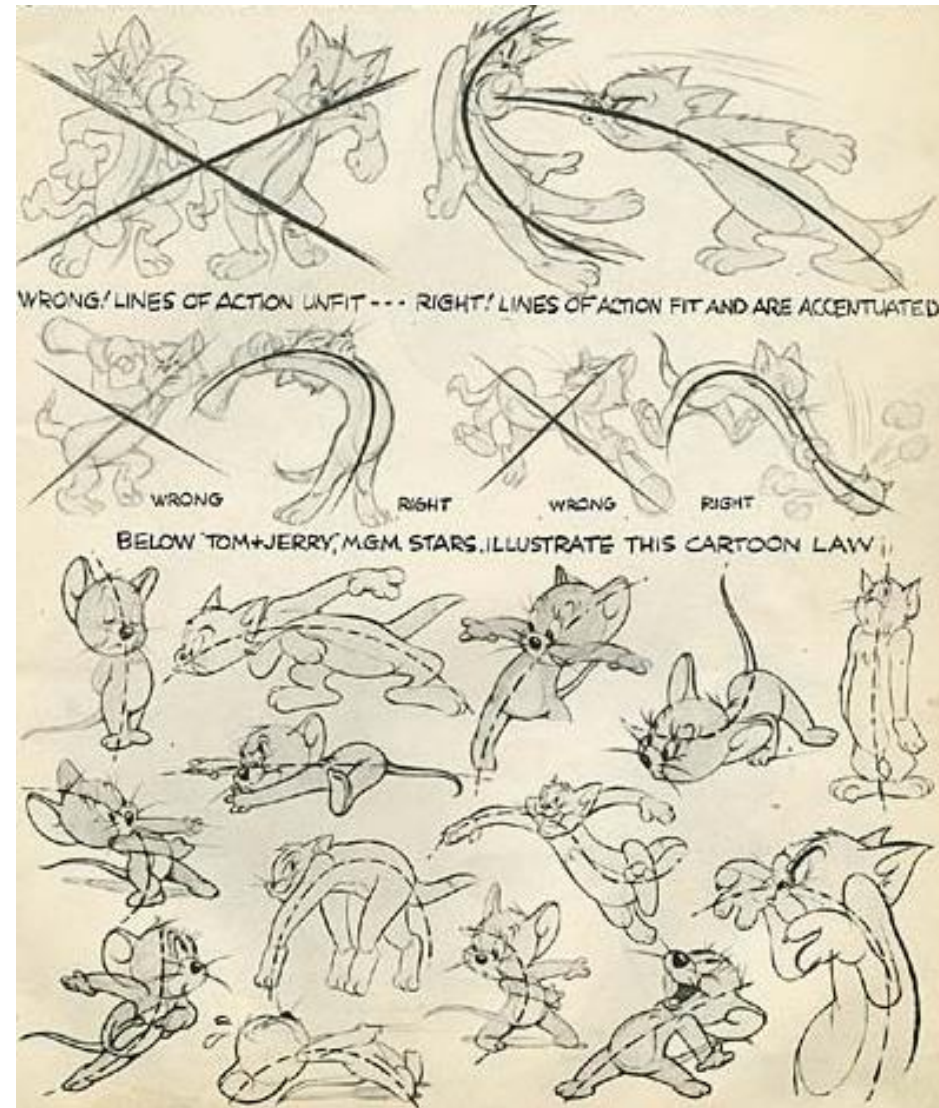 WRONG! LINES OF ACTION UNFIT --- RIGHT! LINES OF ACTION FIT AND ARE ACCENTUATED
WRONG RIGHT WRONG RIGHT
BELOW "TOM+JERRY," M.G.M. STARS, ILLUSTRATE THIS CARTOON LAW